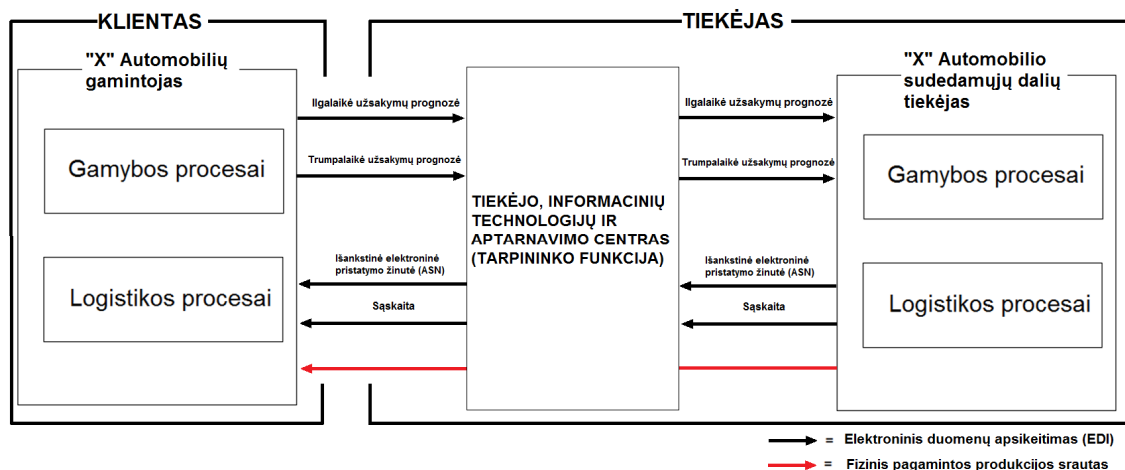 KLIENTAS
TIEKĖJAS
"X" Automobilių
gamintojas
Gamybos procesai
Logistikos procesai
Ilgalaikė užsakymų prognozė
Trumpalaikė užsakymų prognozė
Išankstinė elektroninė
pristatymo žinutė (ASN)
Sąskaita
TIEKĖJO, INFORMACINIŲ
TECHNOLOGIJŲ IR
APTARNAVIMO CENTRAS
(TARPININKO FUNKCIJA)
Ilgalaikė užsakymų prognozė
Trumpalaikė užsakymų prognozė
Išankstinė elektroninė
pristatymo žinutė (ASN)
Sąskaita
"X" Automobilio
sudedamųjų dalių
tiekėjas
Gamybos procesai
Logistikos procesai
= Elektroninis duomenų apsikeitimas (EDI)
= Fizinis pagamintos produkcijos srautas